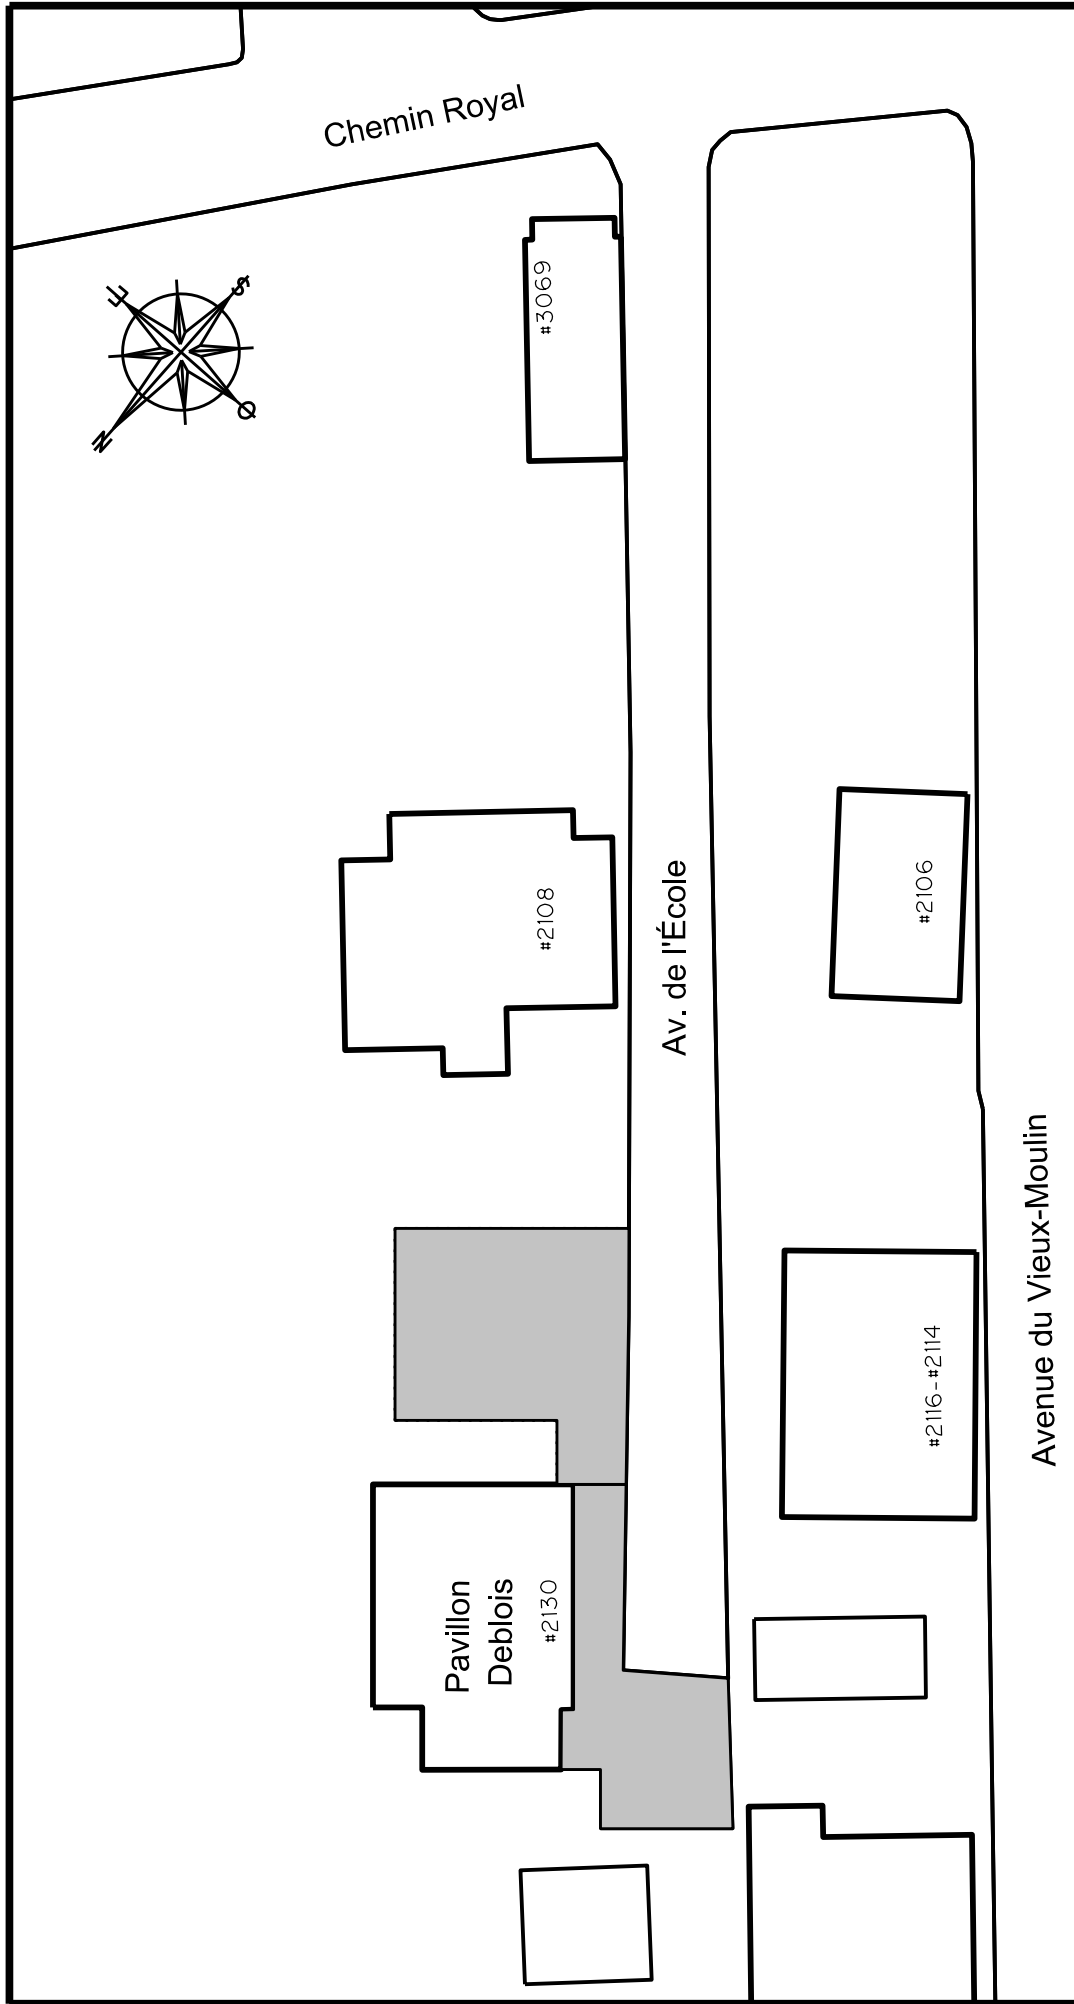 Chemin Royal
E
S
N
O
#3069
#2108
Av. de l'École
#2106
Avenue du Vieux-Moulin
#2116-#2114
Pavillon
Deblois
#2130